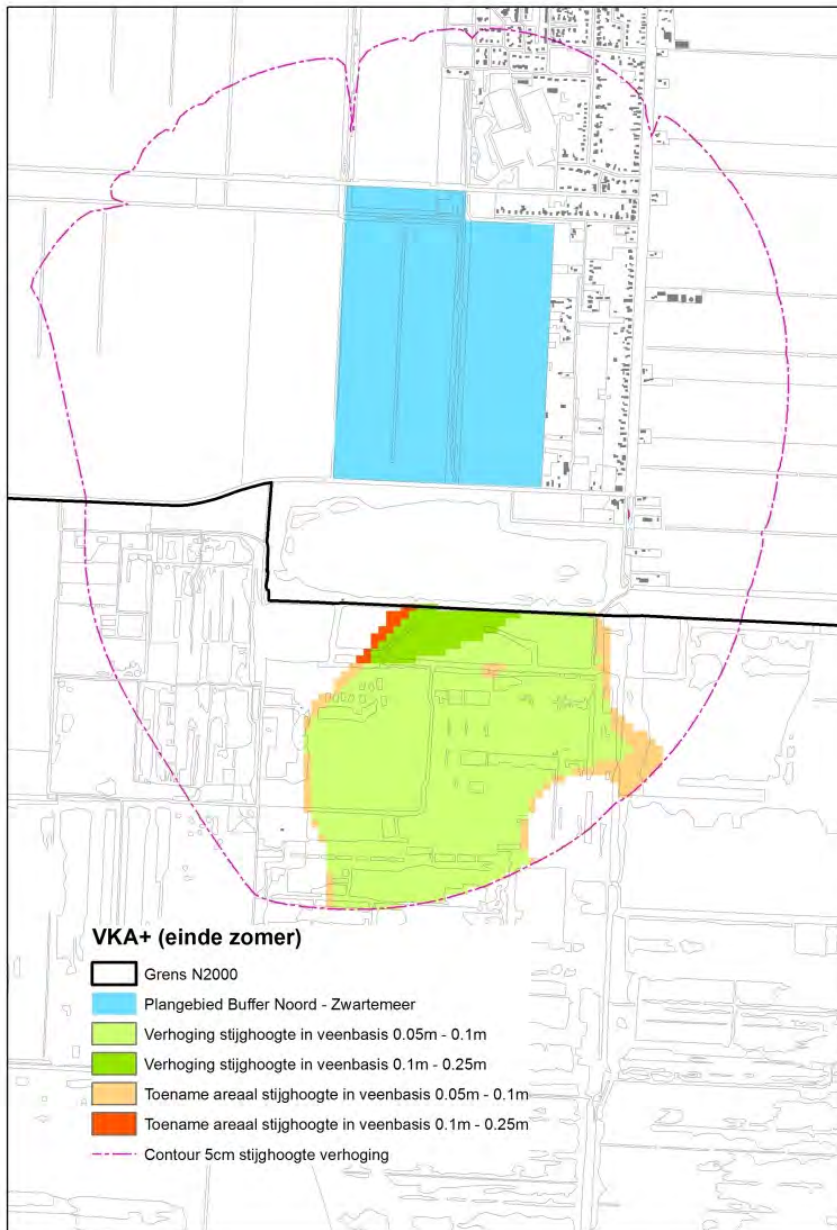 VKA+ (einde zomer)
Grens N2000
Plangebied Buffer Noord - Zwartemeer
Verhoging stijghoogte in veenbasis 0.05m - 0.1m
Verhoging stijghoogte in veenbasis 0.1m - 0.25m
Toename areaal stijghoogte in veenbasis 0.05m - 0.1m
Toename areaal stijghoogte in veenbasis 0.1m - 0.25m
Contour 5cm stijghoogte verhoging